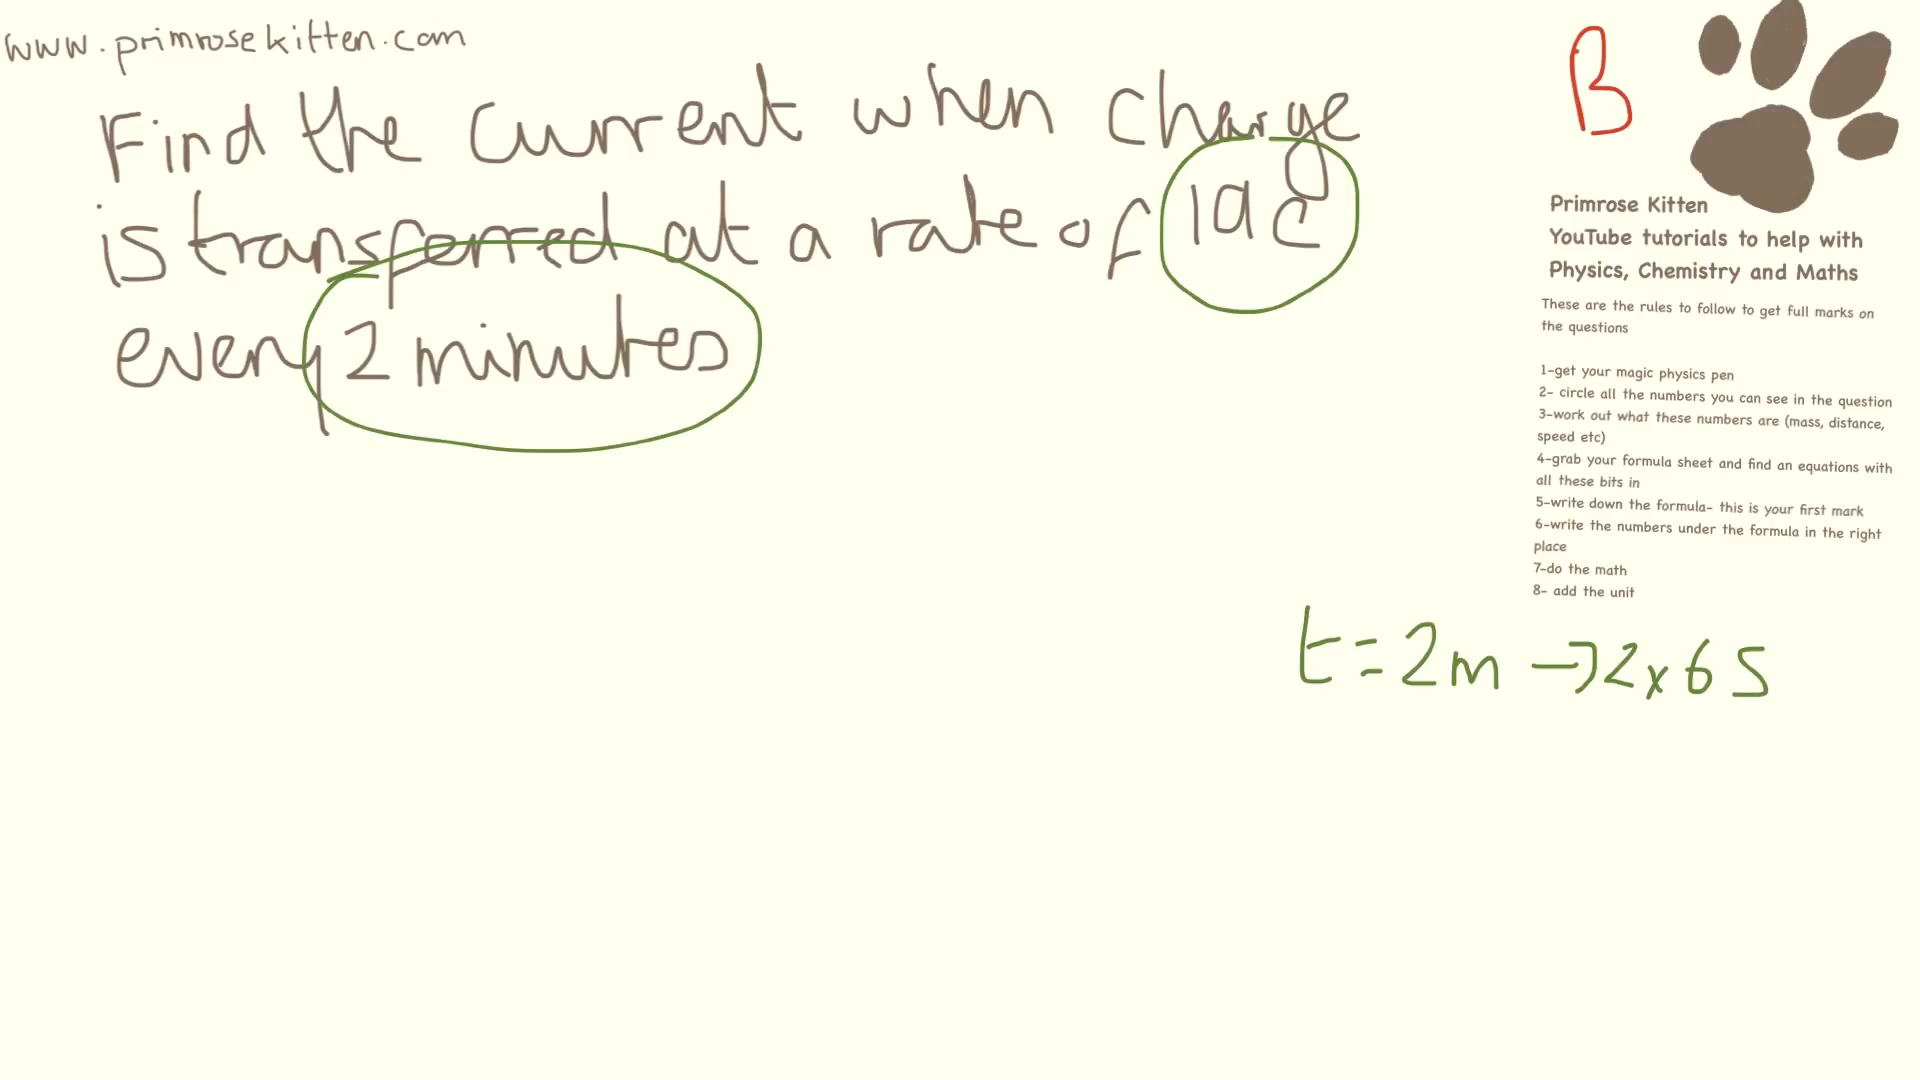 www.primrosekitten.com
B
Find the current when charge
is transferred at a rate of 19C
every 2 minutes
Primrose Kitten
YouTube tutorials to help with
Physics, Chemistry and Maths
These are the rules to follow to get full marks on
the questions
1-get your magic physics pen
2- circle all the numbers you can see in the question
3-work out what these numbers are (mass, distance,
speed etc)
4-grab your formula sheet and find an equations with
all these bits in
5-write down the formula- this is your first mark
6-write the numbers under the formula in the right
place
7-do the math
8- add the unit
t = 2m → 2 x 6 s